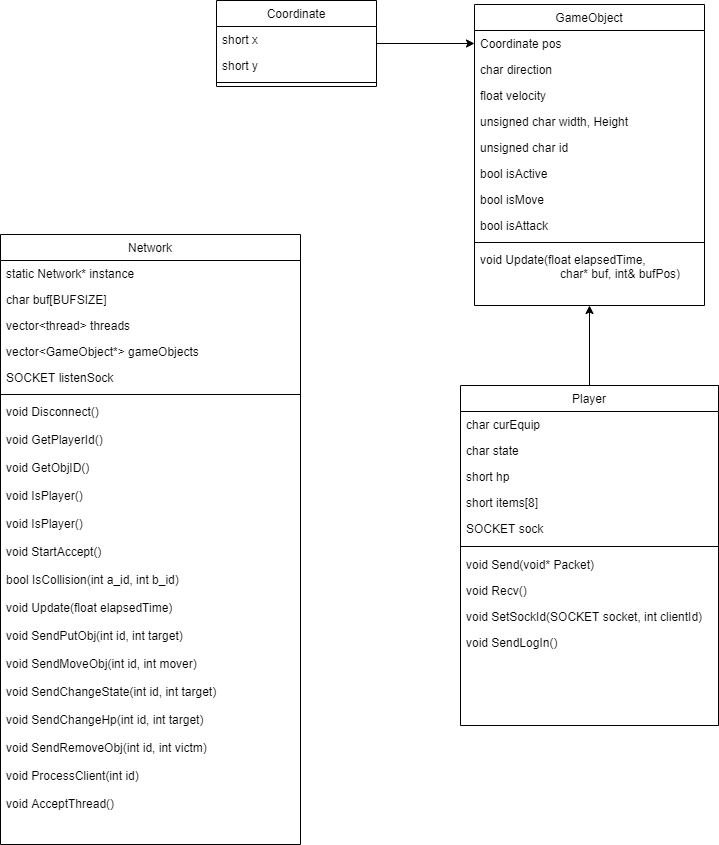 Coordinate
short x
short y
GameObject
Coordinate pos
char direction
float velocity
unsigned char width, Height
unsigned char id
bool isActive
bool isMove
bool isAttack
void Update(float elapsedTime,
char* buf, int& bufPos)
Network
static Network* instance
char buf[BUFSIZE]
vector<thread> threads
vector<GameObject*> gameObjects
SOCKET listenSock
void Disconnect()
void GetPlayerId()
void GetObjID()
void IsPlayer()
void IsPlayer()
void StartAccept()
bool IsCollision(int a_id, int b_id)
void Update(float elapsedTime)
void SendPutObj(int id, int target)
void SendMoveObj(int id, int mover)
void SendChangeState(int id, int target)
void SendChangeHp(int id, int target)
void SendRemoveObj(int id, int victm)
void ProcessClient(int id)
void AcceptThread()
Player
char curEquip
char state
short hp
short items[8]
SOCKET sock
void Send(void* Packet)
void Recv()
void SetSockId(SOCKET socket, int clientId)
void SendLogIn()